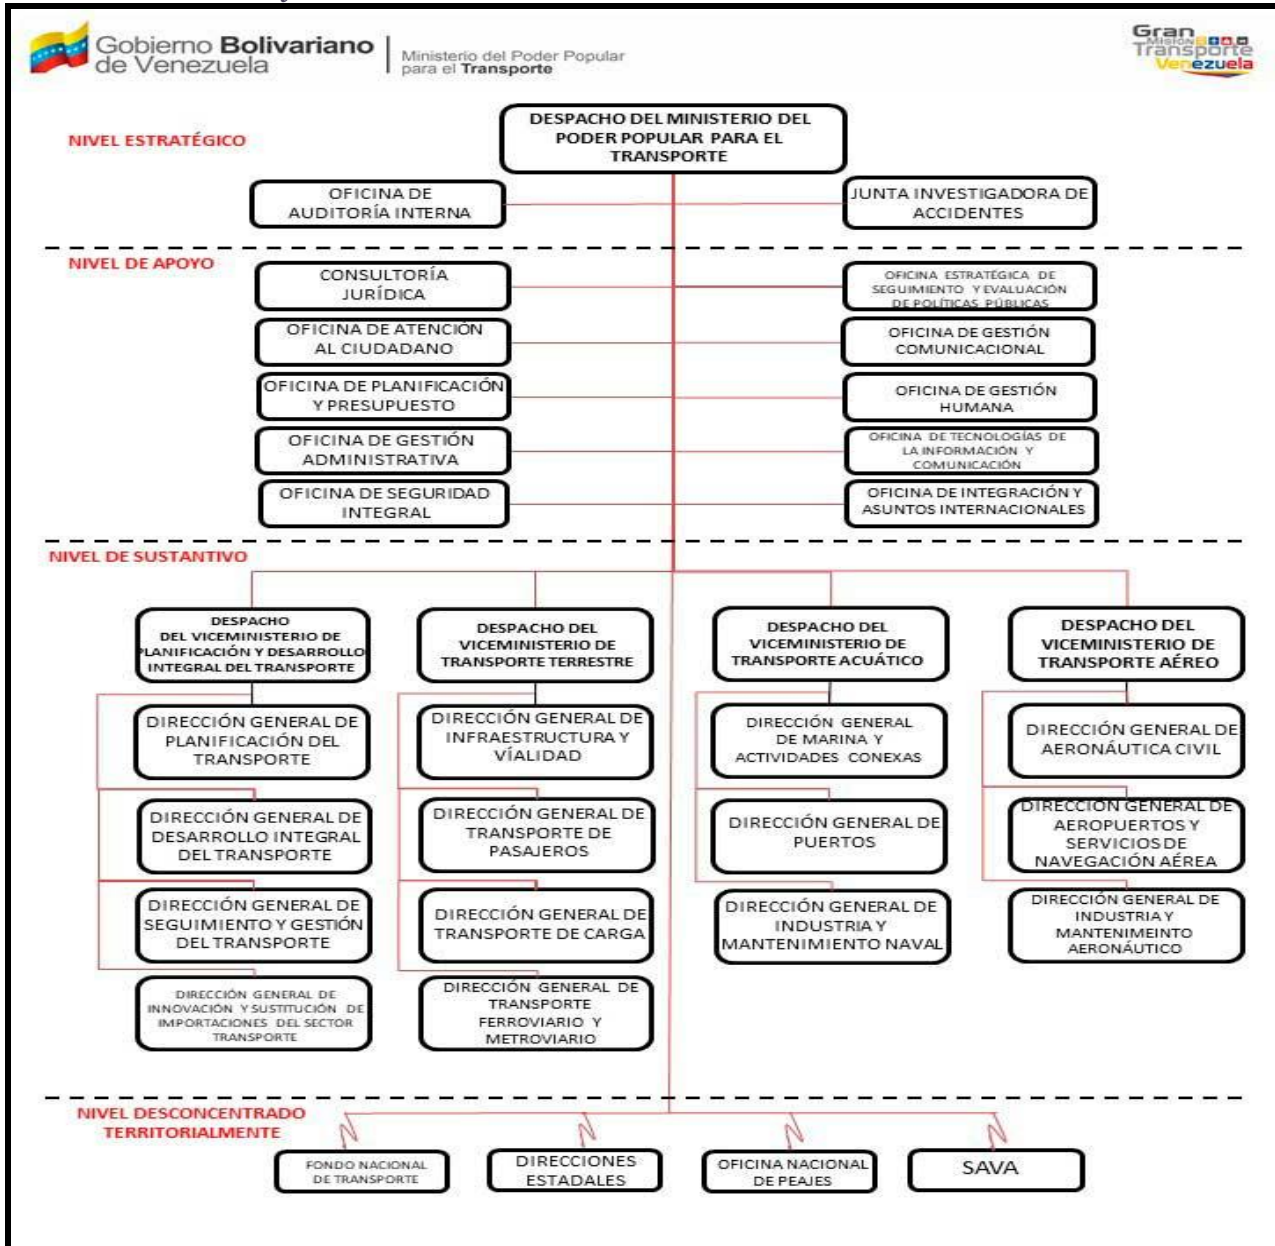 Gobierno Bolivariano
de Venezuela
Ministerio del Poder Popular
para el Transporte
Gran
Misión
Transporte
Venezuela
DESPACHO DEL MINISTERIO DEL
PODER POPULAR PARA EL
TRANSPORTE
NIVEL ESTRATÉGICO
OFICINA DE
AUDITORÍA INTERNA
JUNTA INVESTIGADORA DE
ACCIDENTES
NIVEL DE APOYO
CONSULTORÍA
JURÍDICA
OFICINA ESTRATÉGICA DE
SEGUIMIENTO Y EVALUACIÓN
DE POLÍTICAS PÚBLICAS
OFICINA DE ATENCIÓN
AL CIUDADANO
OFICINA DE GESTIÓN
COMUNICACIONAL
OFICINA DE PLANIFICACIÓN
Y PRESUPUESTO
OFICINA DE GESTIÓN
HUMANA
OFICINA DE GESTIÓN
ADMINISTRATIVA
OFICINA DE TECNOLOGÍAS DE
LA INFORMACIÓN Y
COMUNICACIÓN
OFICINA DE SEGURIDAD
INTEGRAL
OFICINA DE INTEGRACIÓN Y
ASUNTOS INTERNACIONALES
NIVEL DE SUSTANTIVO
DESPACHO
DEL VICEMINISTERIO DE
PLANIFICACIÓN Y DESARROLLO
INTEGRAL DEL TRANSPORTE
DESPACHO DEL
VICEMINISTERIO DE
TRANSPORTE TERRESTRE
DESPACHO DEL
VICEMINISTERIO DE
TRANSPORTE ACUÁTICO
DESPACHO DEL
VICEMINISTERIO DE
TRANSPORTE AÉREO
DIRECCIÓN GENERAL DE
PLANIFICACIÓN DEL
TRANSPORTE
DIRECCIÓN GENERAL DE
INFRAESTRUCTURA Y
VÍALIDAD
DIRECCIÓN GENERAL
DE MARINA Y
ACTIVIDADES CONEXAS
DIRECCIÓN GENERAL DE
AERONÁUTICA CIVIL
DIRECCIÓN GENERAL DE
DESARROLLO INTEGRAL
DEL TRANSPORTE
DIRECCIÓN GENERAL DE
TRANSPORTE DE
PASAJEROS
DIRECCIÓN GENERAL DE
PUERTOS
DIRECCIÓN GENERAL DE
AEROPUERTOS Y
SERVICIOS DE
NAVEGACIÓN AÉREA
DIRECCIÓN GENERAL DE
SEGUIMIENTO Y GESTIÓN
DEL TRANSPORTE
DIRECCIÓN GENERAL DE
TRANSPORTE DE CARGA
DIRECCIÓN GENERAL DE
INDUSTRIA Y
MANTENIMIENTO NAVAL
DIRECCIÓN GENERAL DE
INDUSTRIA Y
MANTENIMEINTO
AERONÁUTICO
DIRECCIÓN GENERAL DE
INNOVACIÓN Y SUSTITUCIÓN DE
IMPORTACIONES DEL SECTOR
TRANSPORTE
DIRECCIÓN GENERAL DE
TRANSPORTE
FERROVIARIO Y
METROVIARIO
NIVEL DESCONCENTRADO
TERRITORIALMENTE
FONDO NACIONAL
DE TRANSPORTE
DIRECCIONES
ESTADALES
OFICINA NACIONAL
DE PEAJES
SAVA